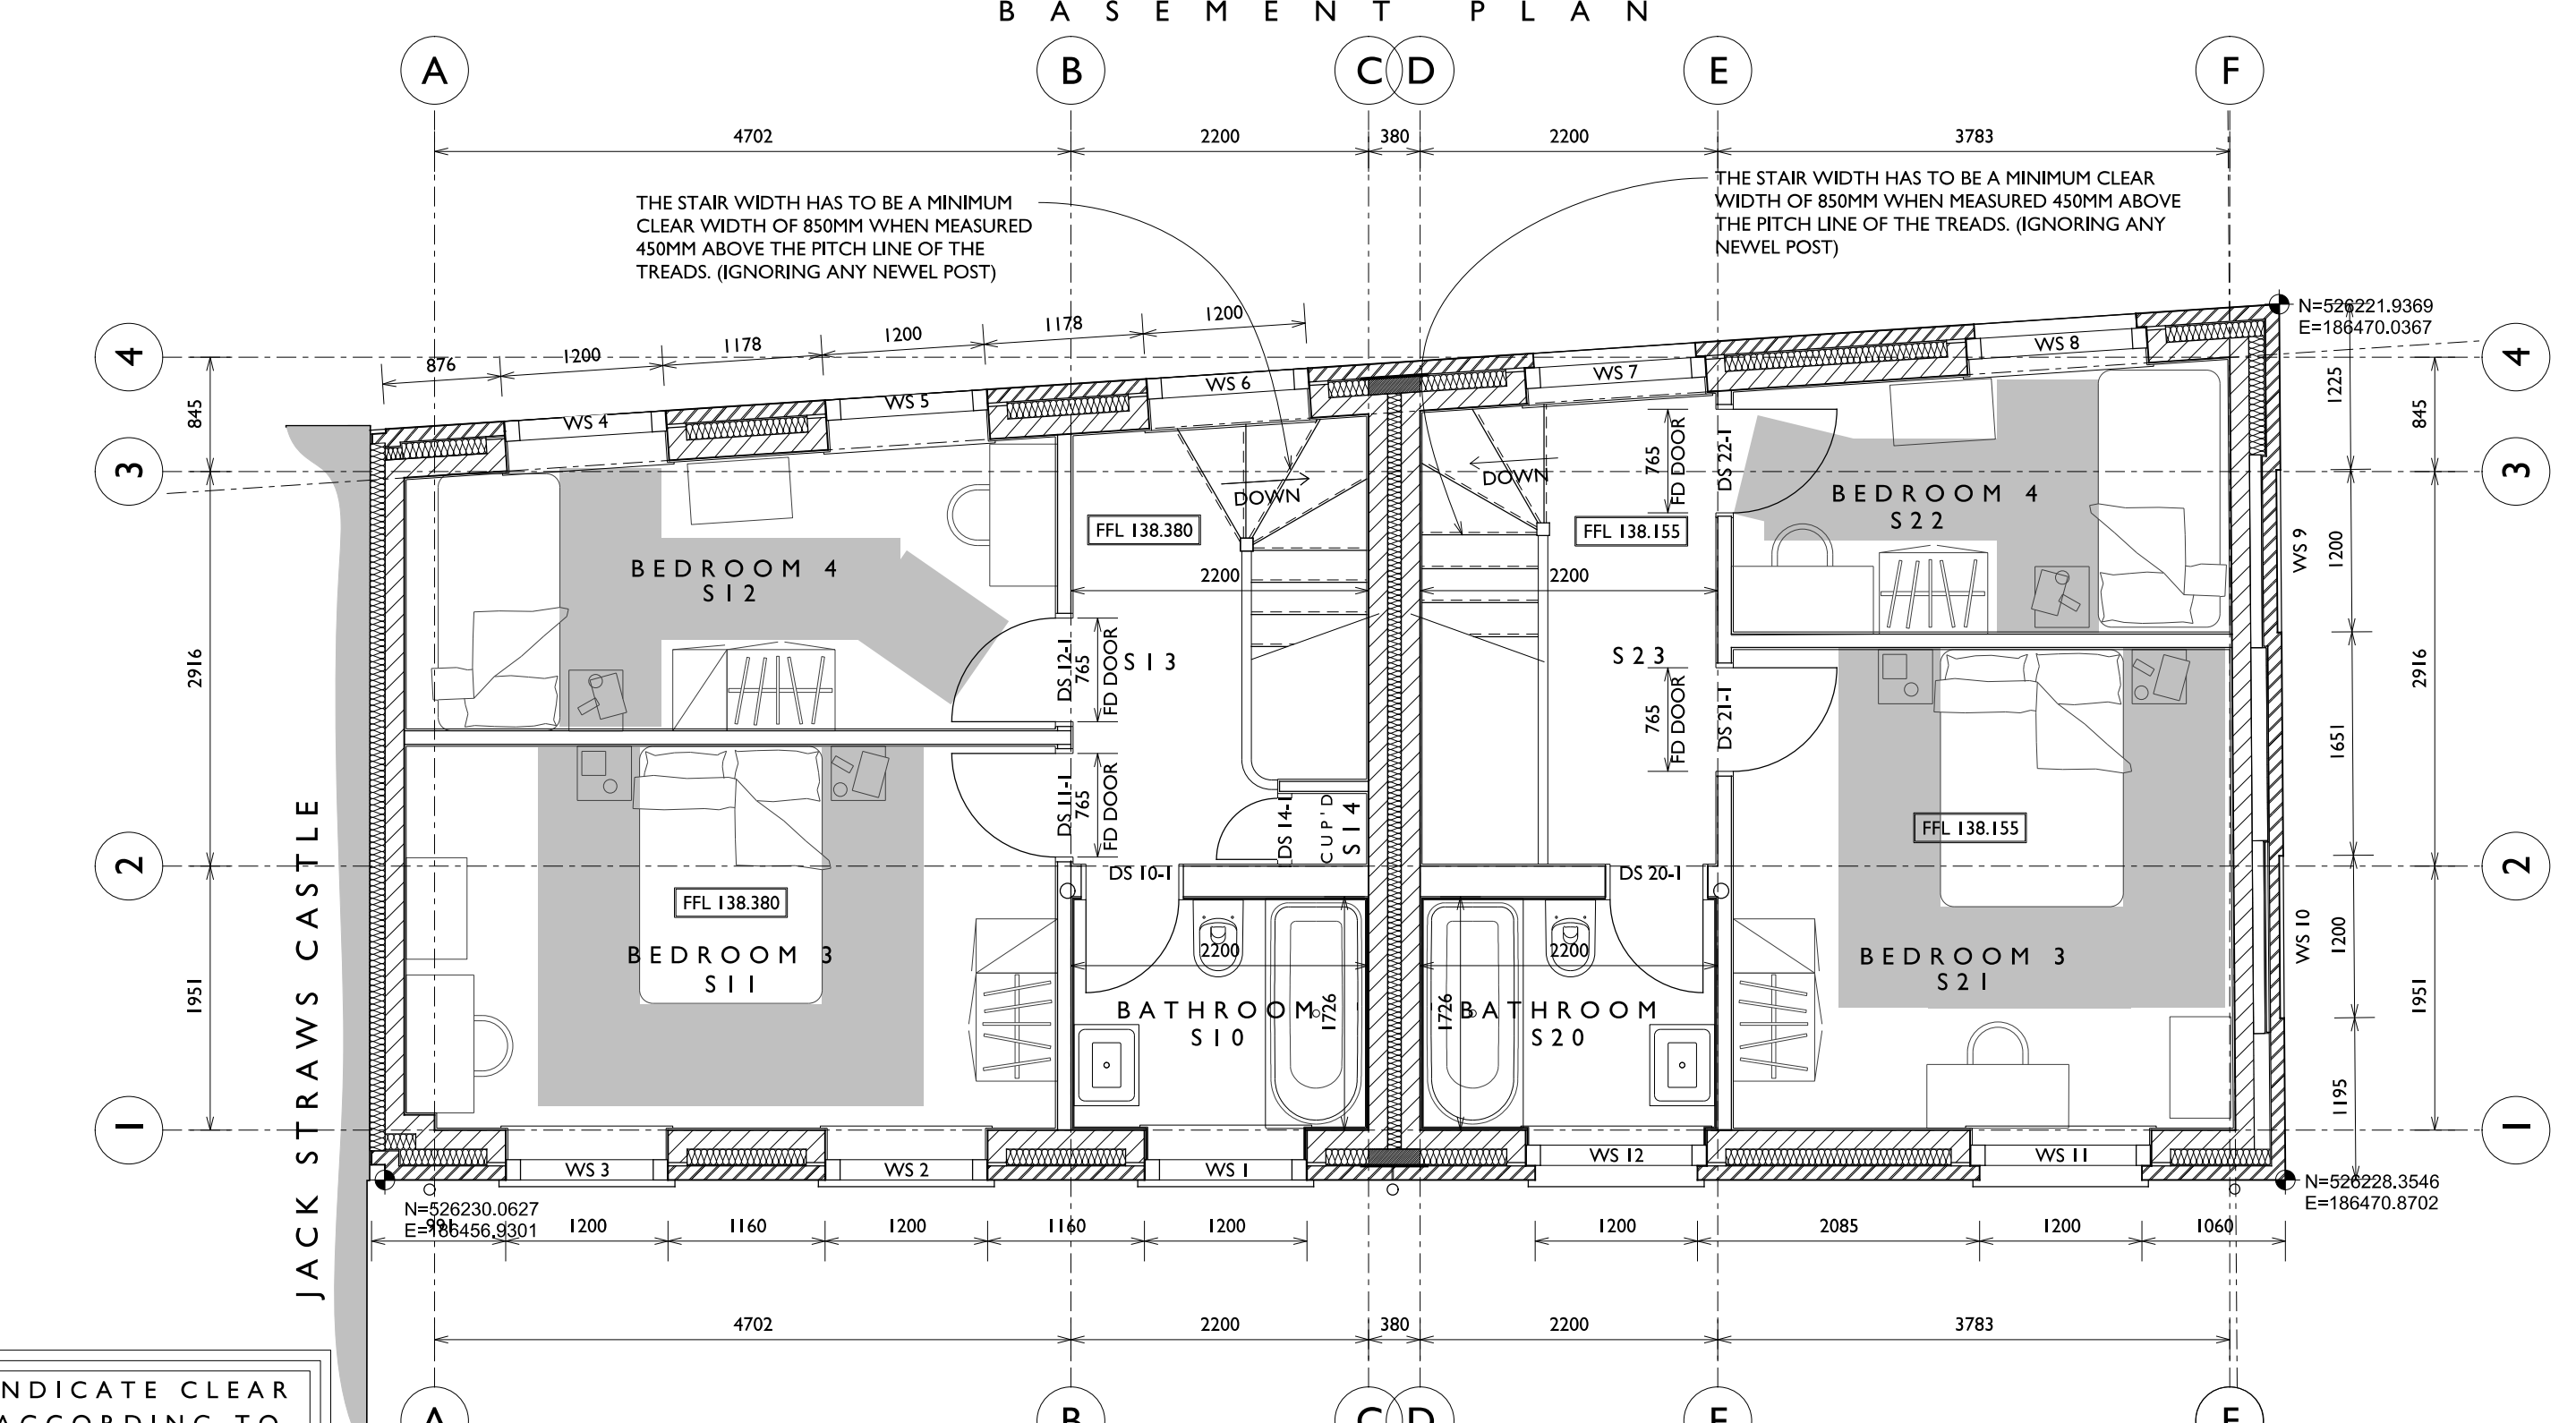 BASEMENT PLAN
A B C D E F
4702 2200 380 2200 3783
THE STAIR WIDTH HAS TO BE A MINIMUM
CLEAR WIDTH OF 850MM WHEN MEASURED
450MM ABOVE THE PITCH LINE OF THE
TREADS. (IGNORING ANY NEWEL POST)
THE STAIR WIDTH HAS TO BE A MINIMUM CLEAR
WIDTH OF 850MM WHEN MEASURED 450MM ABOVE
THE PITCH LINE OF THE TREADS. (IGNORING ANY
NEWEL POST)
N=526221.9369
E=186470.0367
876 1200 1178 1200 1178 1200
4
845
3
2916
2
1951
1
4
1225
845
3
WS 9
1200
2916
1651
2
WS 10
1200
1951
1195
1
WS 4
WS 5
WS 6
WS 7
WS 8
DOWN
DOWN
FFL 138.380
FFL 138.155
2200
2200
765
FD DOOR
DS 22-1
BEDROOM 4
S22
BEDROOM 4
S12
DS 12-1
765
FD DOOR
S13
S23
765
FD DOOR
DS 21-1
DS 11-1
765
FD DOOR
DS 14-1
CUP'D
S14
FFL 138.155
DS 10-1
DS 20-1
FFL 138.380
BEDROOM 3
S11
2200
2200
BEDROOM 3
S21
BATHROOM
S10
1726
1726
BATHROOM
S20
JACK STRAWS CASTLE
WS 3
WS 2
WS 1
WS 12
WS 11
N=526230.0627
E=186456.9301
N=526228.3546
E=186470.8702
991 1200 1160 1200 1160 1200 1200 2085 1200 1060
4702 2200 380 2200 3783
NDICATE CLEAR
ACCORDING TO
A B C D E F